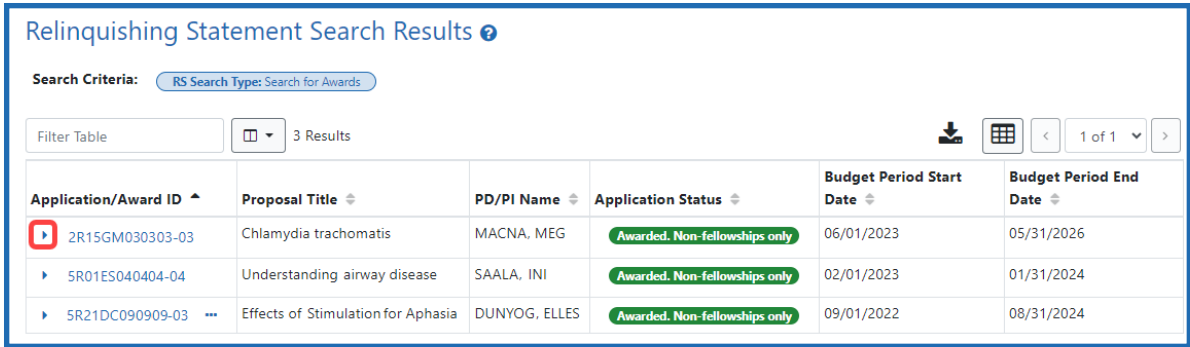 Relinquishing Statement Search Results ?
Search Criteria: RS Search Type: Search for Awards
Filter Table 3 Results 1 of 1
Application/Award ID Proposal Title PD/PI Name Application Status Budget Period Start Date Budget Period End Date
2R15GM030303-03 Chlamydia trachomatis MACNA, MEG Awarded. Non-fellowships only 06/01/2023 05/31/2026
5R01ES040404-04 Understanding airway disease SAALA, INI Awarded. Non-fellowships only 02/01/2023 01/31/2024
5R21DC090909-03 ... Effects of Stimulation for Aphasia DUNYOG, ELLES Awarded. Non-fellowships only 09/01/2022 08/31/2024